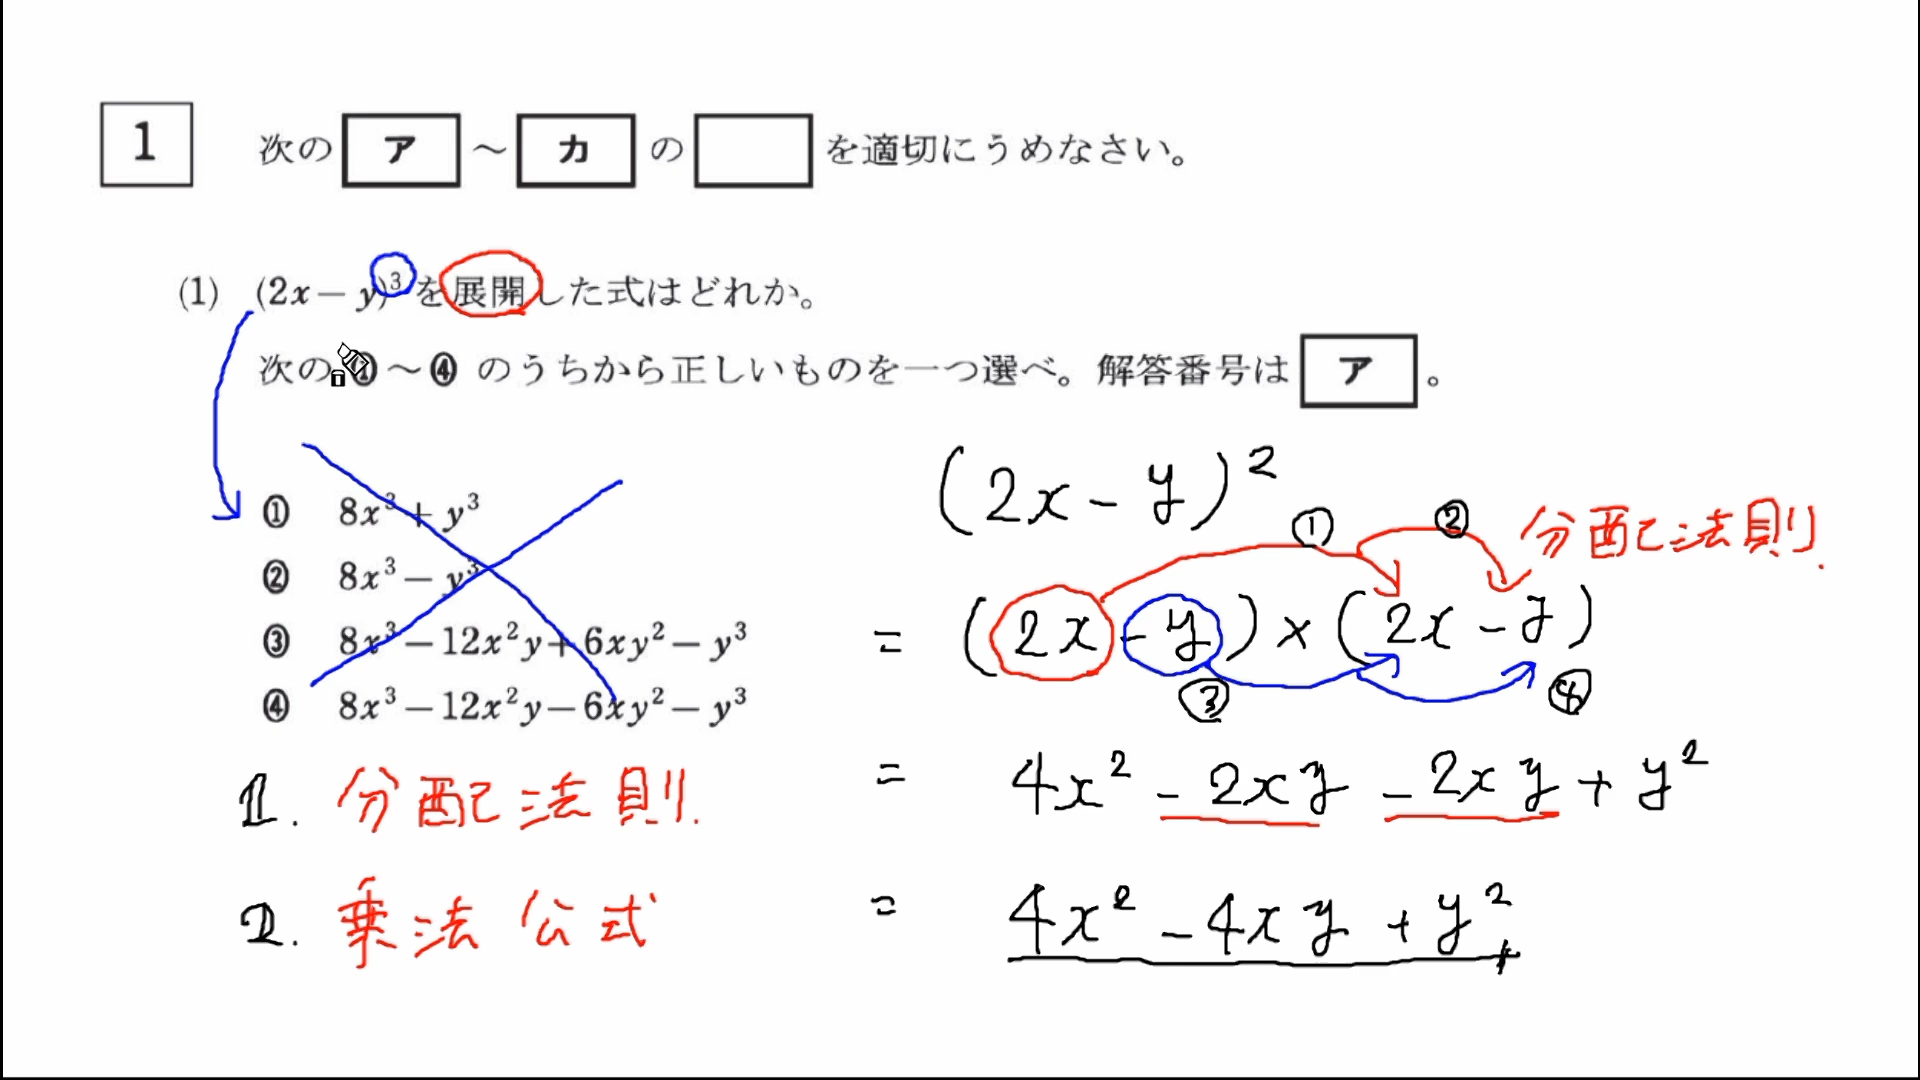 1 次の ア ～ カ の を適切にうめなさい。
(1) (2x－y)³を展開した式はどれか。
次の①～④ のうちから正しいものを一つ選べ。解答番号は ア 。
① 8x³＋y³
② 8x³－y³
③ 8x³－12x²y＋6xy²－y³
④ 8x³－12x²y－6xy²－y³
1. 分配法則.
2. 乗法公式
(2x－y)²
① ② 分配法則.
= (2x－y)×(2x－y)
③ ④
= 4x²－2xy－2xy＋y²
= 4x²－4xy＋y²